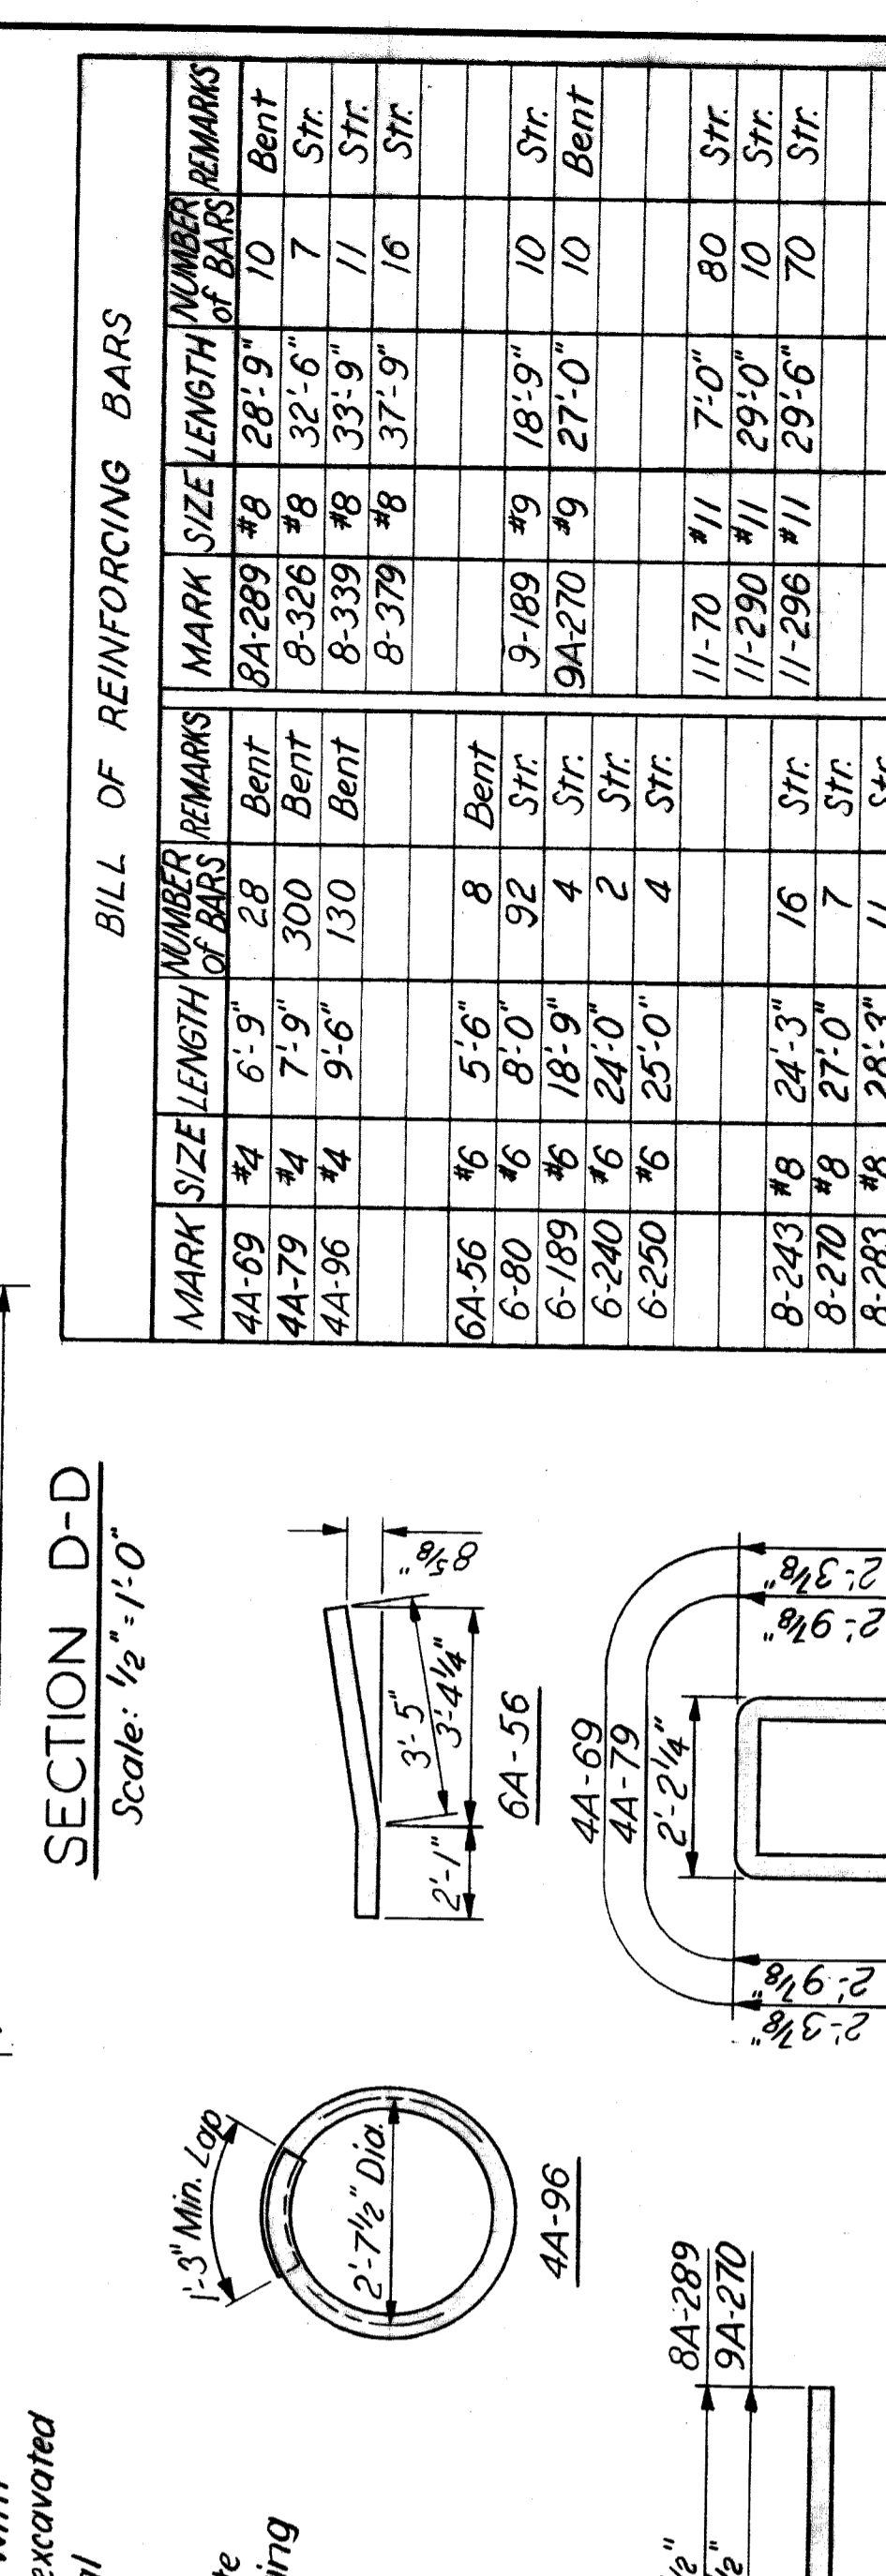 BILL OF REINFORCING BARS
MARK SIZE LENGTH NUMBER of BARS REMARKS MARK SIZE LENGTH NUMBER of BARS REMARKS
4A-69 #4 6'-9" 28 Bent 8A-289 #8 28'-9" 10 Bent
4A-79 #4 7'-9" 300 Bent 8-326 #8 32'-6" 7 Str.
4A-96 #4 9'-6" 130 Bent 8-339 #8 33'-9" 11 Str.
8-379 #8 37'-9" 16 Str.
6A-56 #6 5'-6" 8 Bent
6-80 #6 8'-0" 92 Str. 9-189 #9 18'-9" 10 Str.
6-189 #6 18'-9" 4 Str. 9A-270 #9 27'-0" 10 Bent
6-240 #6 24'-0" 2 Str.
6-250 #6 25'-0" 4 Str.
11-70 #11 7'-0" 80 Str.
11-290 #11 29'-0" 10 Str.
8-243 #8 24'-3" 16 Str. 11-296 #11 29'-6" 70 Str.
8-270 #8 27'-0" 7 Str.
8-283 #8 28'-3" 11 Str
SECTION D-D
Scale: 1/2" = 1'-0"
8 5/8"
3'-5"
2'-1" 3'-4 1/4"
6A-56
4A-69
4A-79
2'-2 1/4"
2'-9 7/8" 2'-9 7/8"
2'-3 7/8" 2'-3 7/8"
1'-3" Min. Lap
2'-7 1/2" Dia.
4A-96
excavated
8A-289
9A-270
1/2"
1/2"